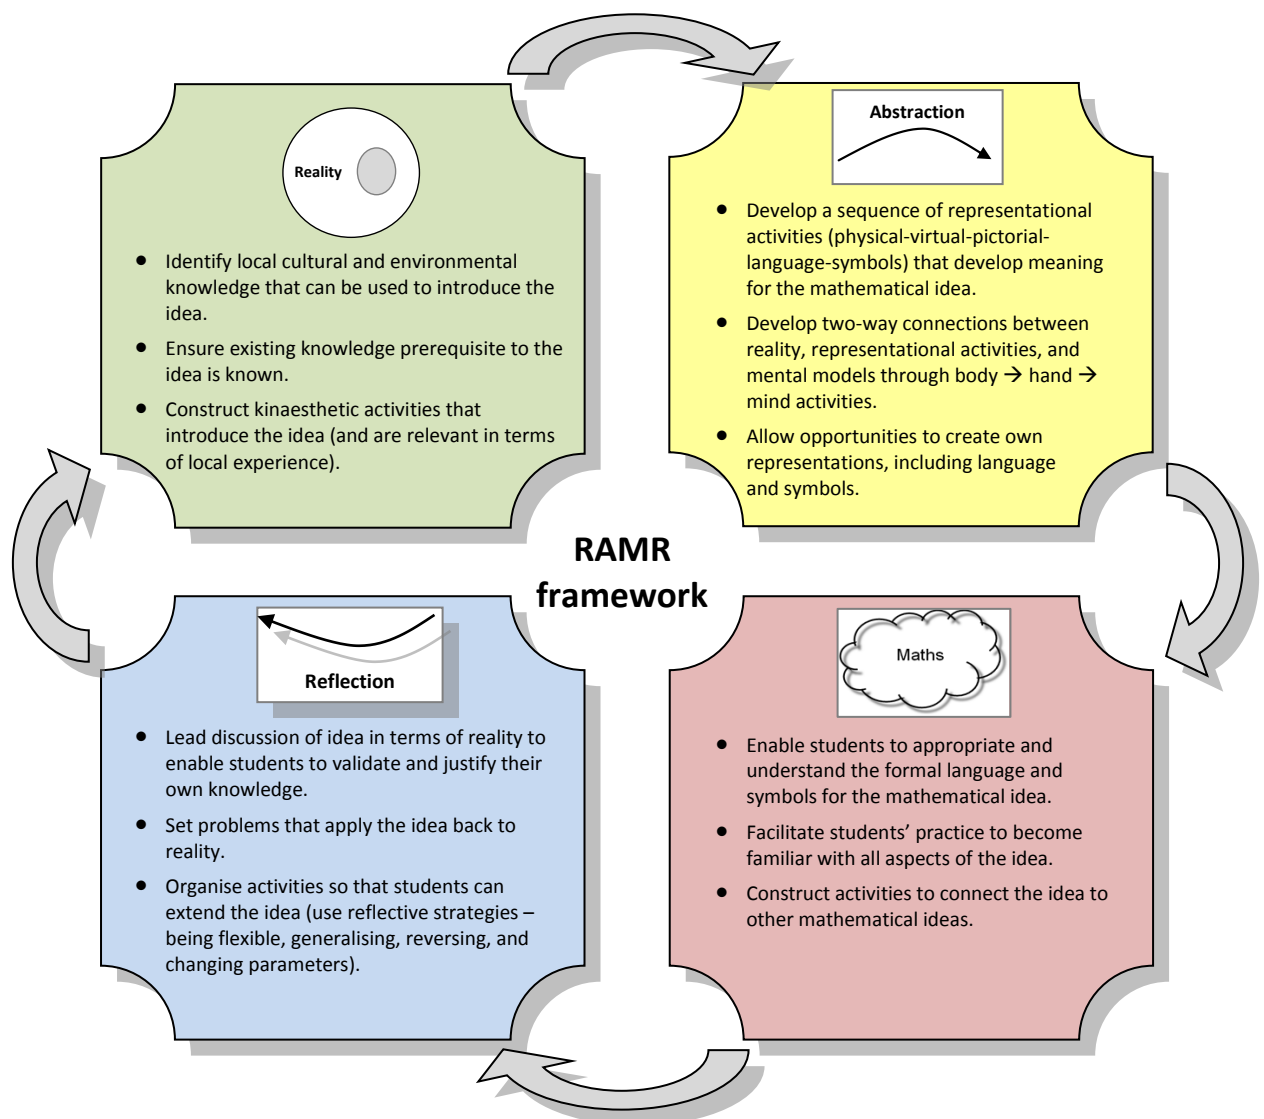 Reality
• Identify local cultural and environmental
knowledge that can be used to introduce the
idea.
• Ensure existing knowledge prerequisite to the
idea is known.
• Construct kinaesthetic activities that
introduce the idea (and are relevant in terms
of local experience).
Abstraction
• Develop a sequence of representational
activities (physical-virtual-pictorial-
language-symbols) that develop meaning
for the mathematical idea.
• Develop two-way connections between
reality, representational activities, and
mental models through body → hand →
mind activities.
• Allow opportunities to create own
representations, including language
and symbols.
RAMR
framework
Reflection
• Lead discussion of idea in terms of reality to
enable students to validate and justify their
own knowledge.
• Set problems that apply the idea back to
reality.
• Organise activities so that students can
extend the idea (use reflective strategies –
being flexible, generalising, reversing, and
changing parameters).
Maths
• Enable students to appropriate and
understand the formal language and
symbols for the mathematical idea.
• Facilitate students’ practice to become
familiar with all aspects of the idea.
• Construct activities to connect the idea to
other mathematical ideas.